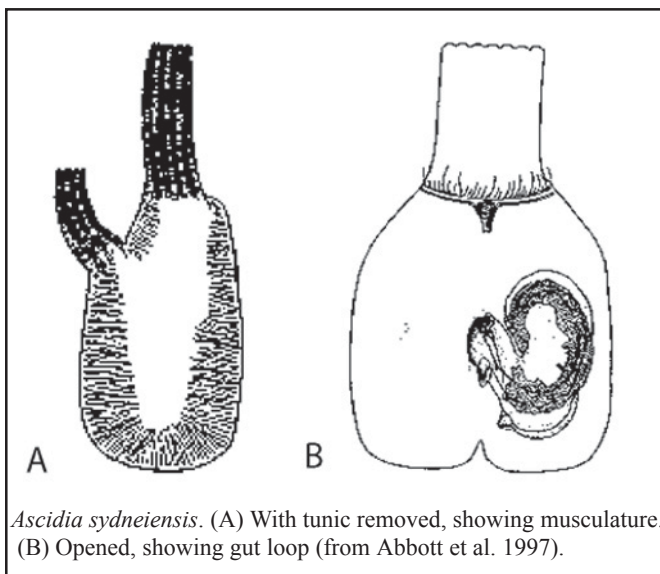 A
B
Ascidia sydneiensis. (A) With tunic removed, showing musculature.
(B) Opened, showing gut loop (from Abbott et al. 1997).